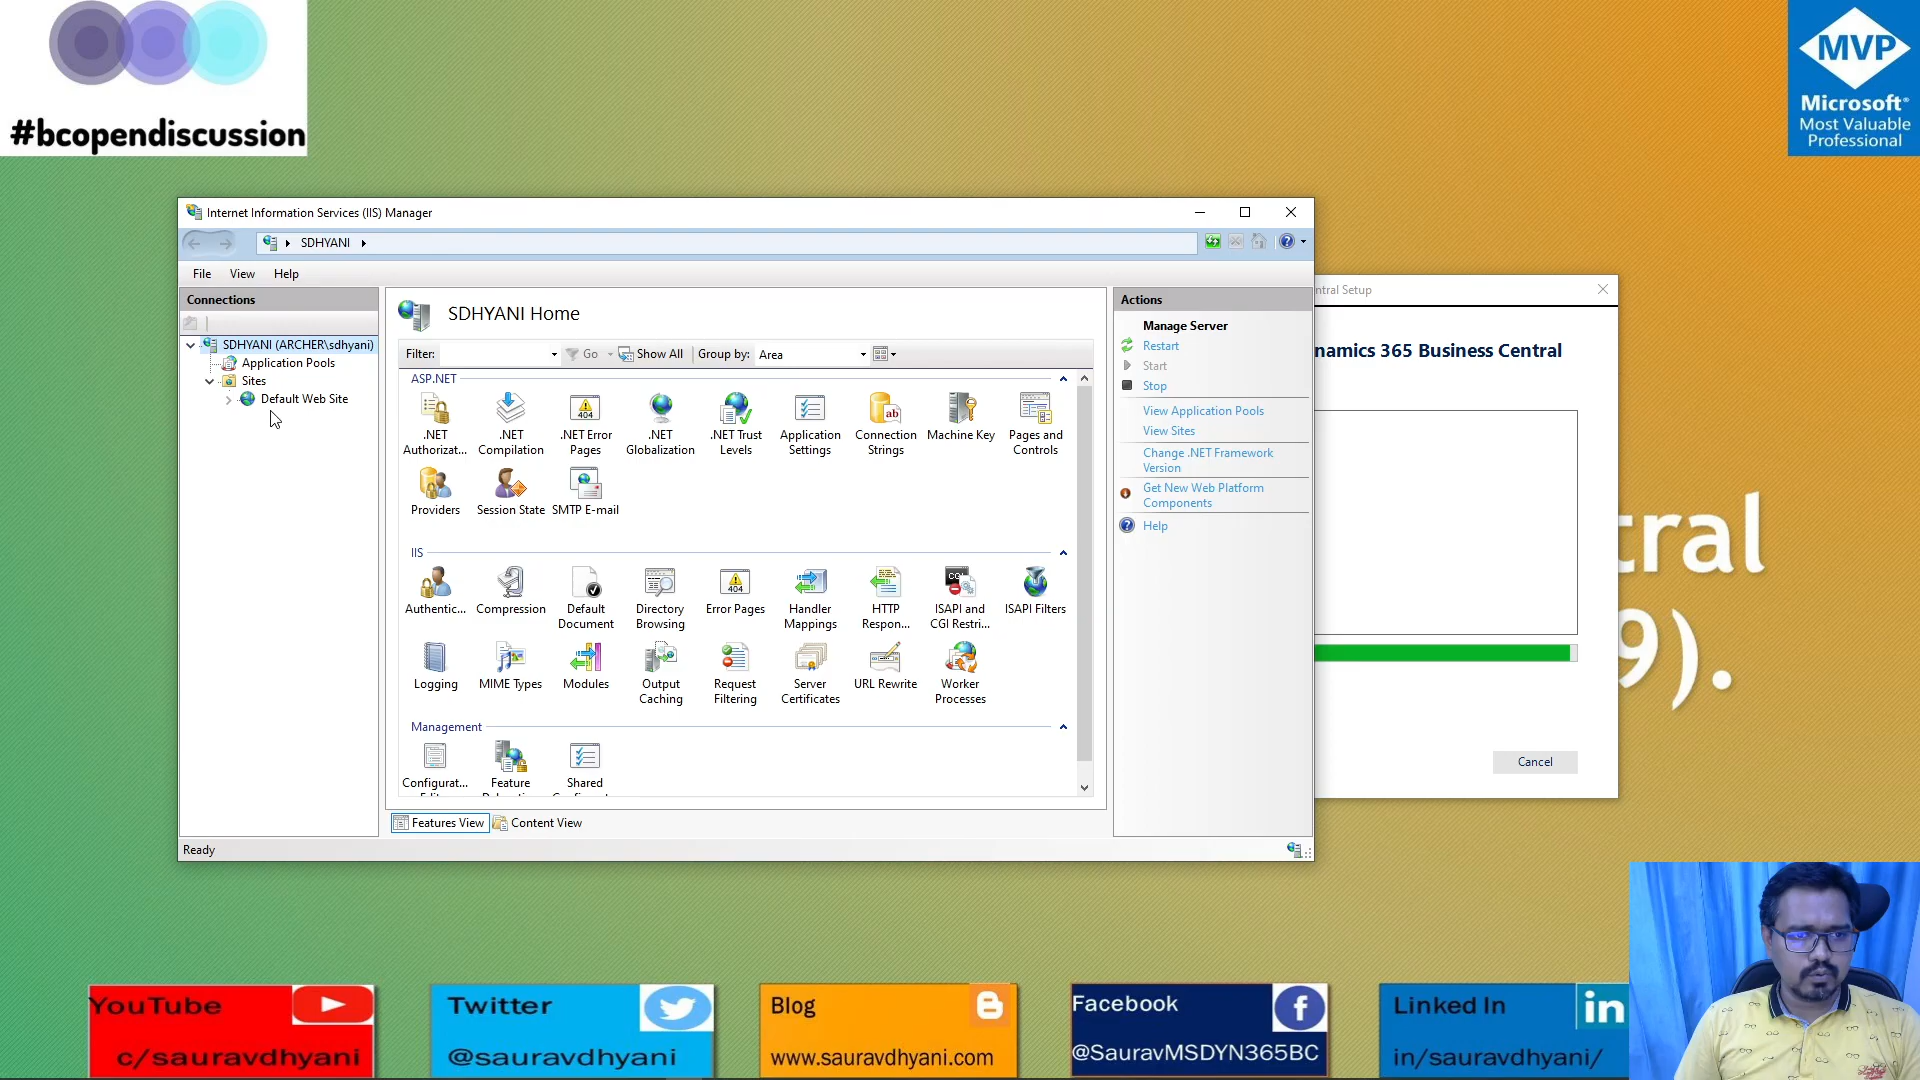 #bcopendiscussion
MVP
Microsoft®
Most Valuable
Professional
Internet Information Services (IIS) Manager
SDHYANI
File View Help
Connections
SDHYANI (ARCHER\sdhyani)
Application Pools
Sites
Default Web Site
SDHYANI Home
Filter: Go Show All Group by: Area
ASP.NET
.NET Authorizat...
.NET Compilation
.NET Error Pages
.NET Globalization
.NET Trust Levels
Application Settings
Connection Strings
Machine Key
Pages and Controls
Providers
Session State
SMTP E-mail
IIS
Authentic...
Compression
Default Document
Directory Browsing
Error Pages
Handler Mappings
HTTP Respon...
ISAPI and CGI Restri...
ISAPI Filters
Logging
MIME Types
Modules
Output Caching
Request Filtering
Server Certificates
URL Rewrite
Worker Processes
Management
Configurat...
Feature
Shared
Features View Content View
Ready
Actions
Manage Server
Restart
Start
Stop
View Application Pools
View Sites
Change .NET Framework
Version
Get New Web Platform
Components
Help
ntral Setup
namics 365 Business Central
Cancel
tral
9).
YouTube
c/sauravdhyani
Twitter
@sauravdhyani
Blog
www.sauravdhyani.com
Facebook
@SauravMSDYN365BC
Linked In
in
in/sauravdhyani/